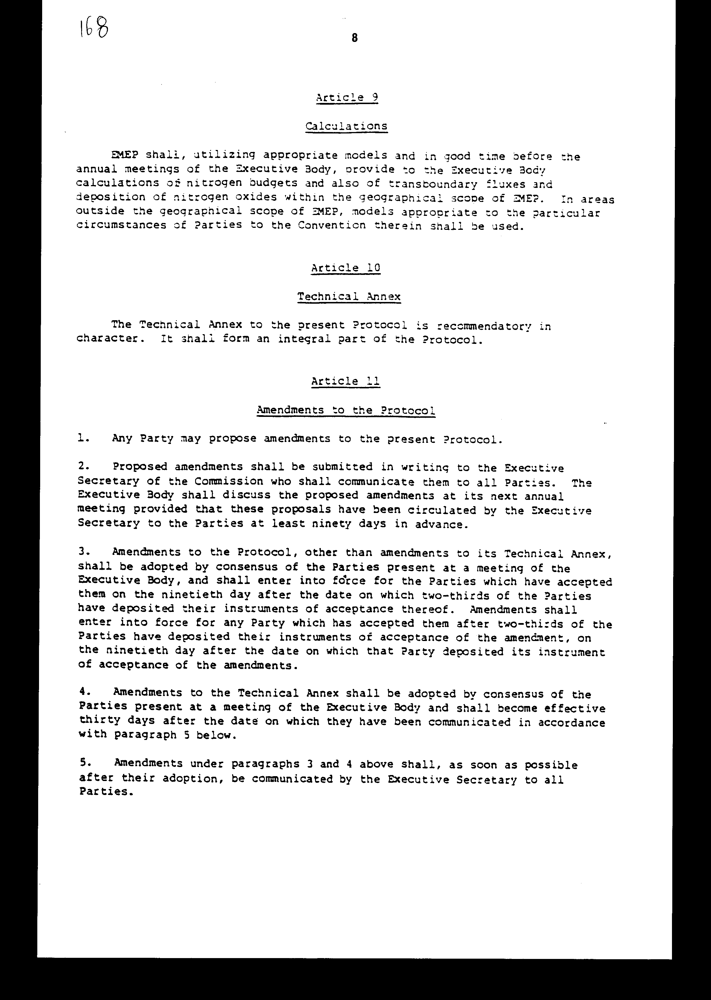 168
8
Article 9
Calculations
EMEP shall, utilizing appropriate models and in good time before the
annual meetings of the Executive Body, provide to the Executive Body
calculations of nitrogen budgets and also of transboundary fluxes and
deposition of nitrogen oxides within the geographical scope of EMEP. In areas
outside the geographical scope of EMEP, models appropriate to the particular
circumstances of Parties to the Convention therein shall be used.
Article 10
Technical Annex
The Technical Annex to the present Protocol is recommendatory in
character. It shall form an integral part of the Protocol.
Article 11
Amendments to the Protocol
1. Any Party may propose amendments to the present Protocol.
2. Proposed amendments shall be submitted in writing to the Executive
Secretary of the Commission who shall communicate them to all Parties. The
Executive Body shall discuss the proposed amendments at its next annual
meeting provided that these proposals have been circulated by the Executive
Secretary to the Parties at least ninety days in advance.
3. Amendments to the Protocol, other than amendments to its Technical Annex,
shall be adopted by consensus of the Parties present at a meeting of the
Executive Body, and shall enter into force for the Parties which have accepted
them on the ninetieth day after the date on which two-thirds of the Parties
have deposited their instruments of acceptance thereof. Amendments shall
enter into force for any Party which has accepted them after two-thirds of the
Parties have deposited their instruments of acceptance of the amendment, on
the ninetieth day after the date on which that Party deposited its instrument
of acceptance of the amendments.
4. Amendments to the Technical Annex shall be adopted by consensus of the
Parties present at a meeting of the Executive Body and shall become effective
thirty days after the date on which they have been communicated in accordance
with paragraph 5 below.
5. Amendments under paragraphs 3 and 4 above shall, as soon as possible
after their adoption, be communicated by the Executive Secretary to all
Parties.